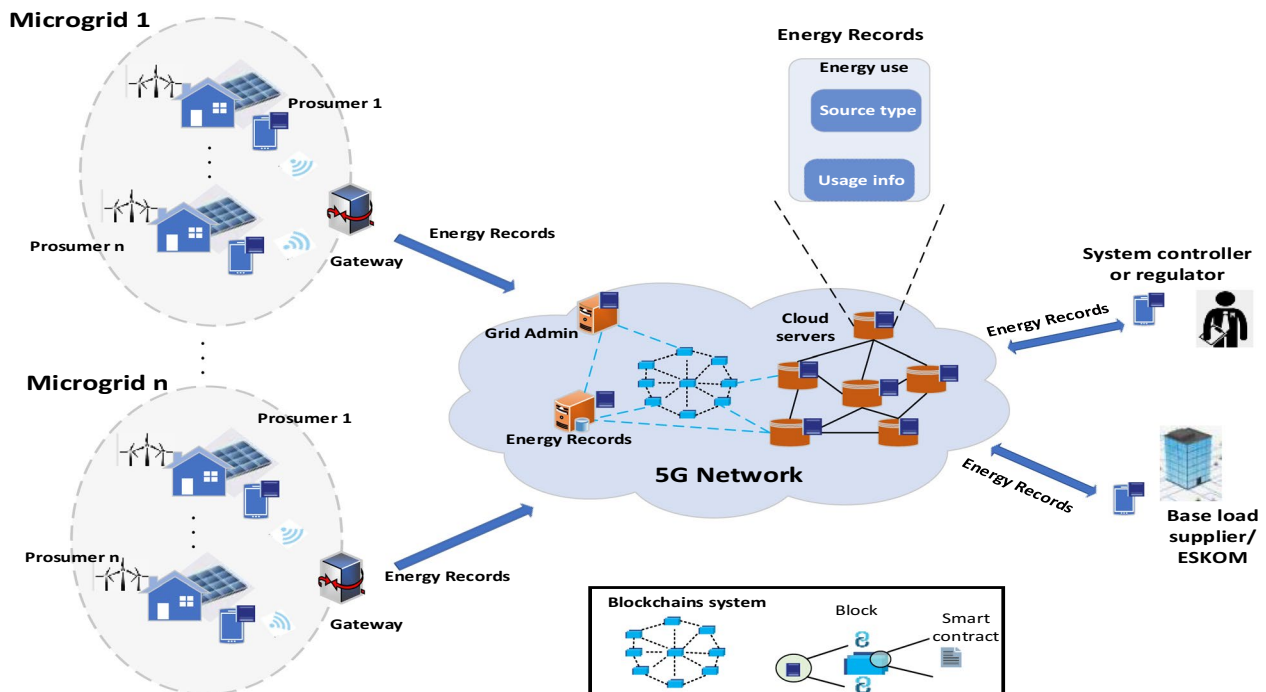 Microgrid 1
Prosumer 1
Prosumer n
Gateway
Energy Records
Energy Records
Energy use
Source type
Usage info
System controller
or regulator
Energy Records
Grid Admin
Cloud
servers
Energy Records
5G Network
Energy Records
Base load
supplier/
ESKOM
Microgrid n
Prosumer 1
Prosumer n
Gateway
Energy Records
Blockchains system
Block
Smart
contract